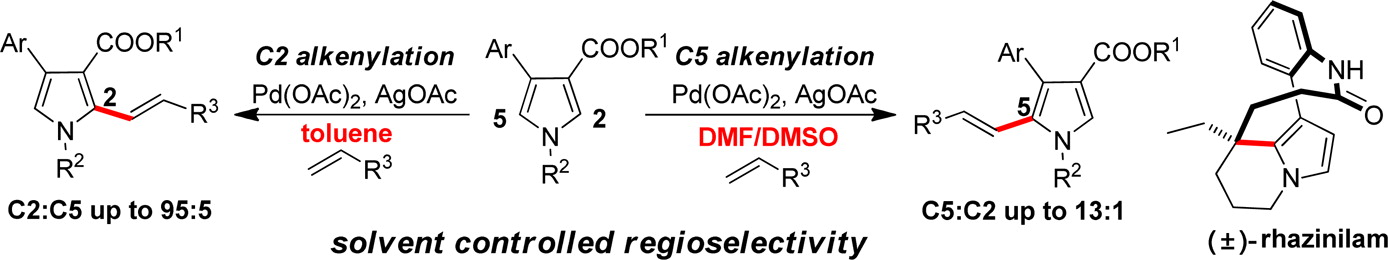 Ar
COOR¹
2
N
R²
R³
C2:C5 up to 95:5
C2 alkenylation
Pd(OAc)₂, AgOAc
toluene
R³
Ar
COOR¹
5
2
N
R²
C5 alkenylation
Pd(OAc)₂, AgOAc
DMF/DMSO
R³
Ar
COOR¹
R³
5
N
R²
C5:C2 up to 13:1
NH
O
N
(±)-rhazinilam
solvent controlled regioselectivity